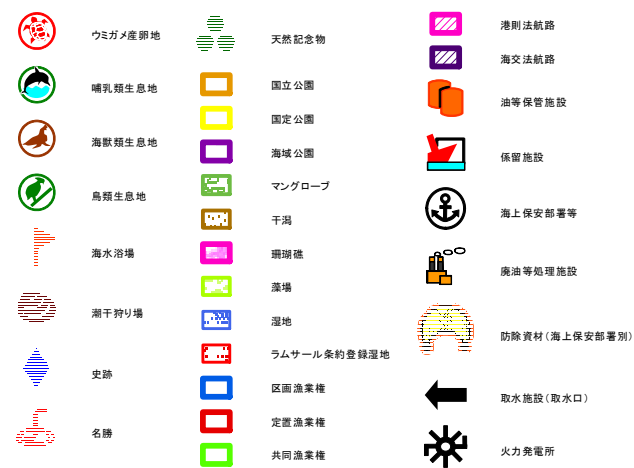 ウミガメ産卵地
哺乳類生息地
海獣類生息地
鳥類生息地
海水浴場
潮干狩り場
史跡
名勝
天然記念物
国立公園
国定公園
海域公園
マングローブ
干潟
珊瑚礁
藻場
湿地
ラムサール条約登録湿地
区画漁業権
定置漁業権
共同漁業権
港則法航路
海交法航路
油等保管施設
係留施設
海上保安部署等
廃油等処理施設
防除資材(海上保安部署別)
取水施設(取水口)
火力発電所